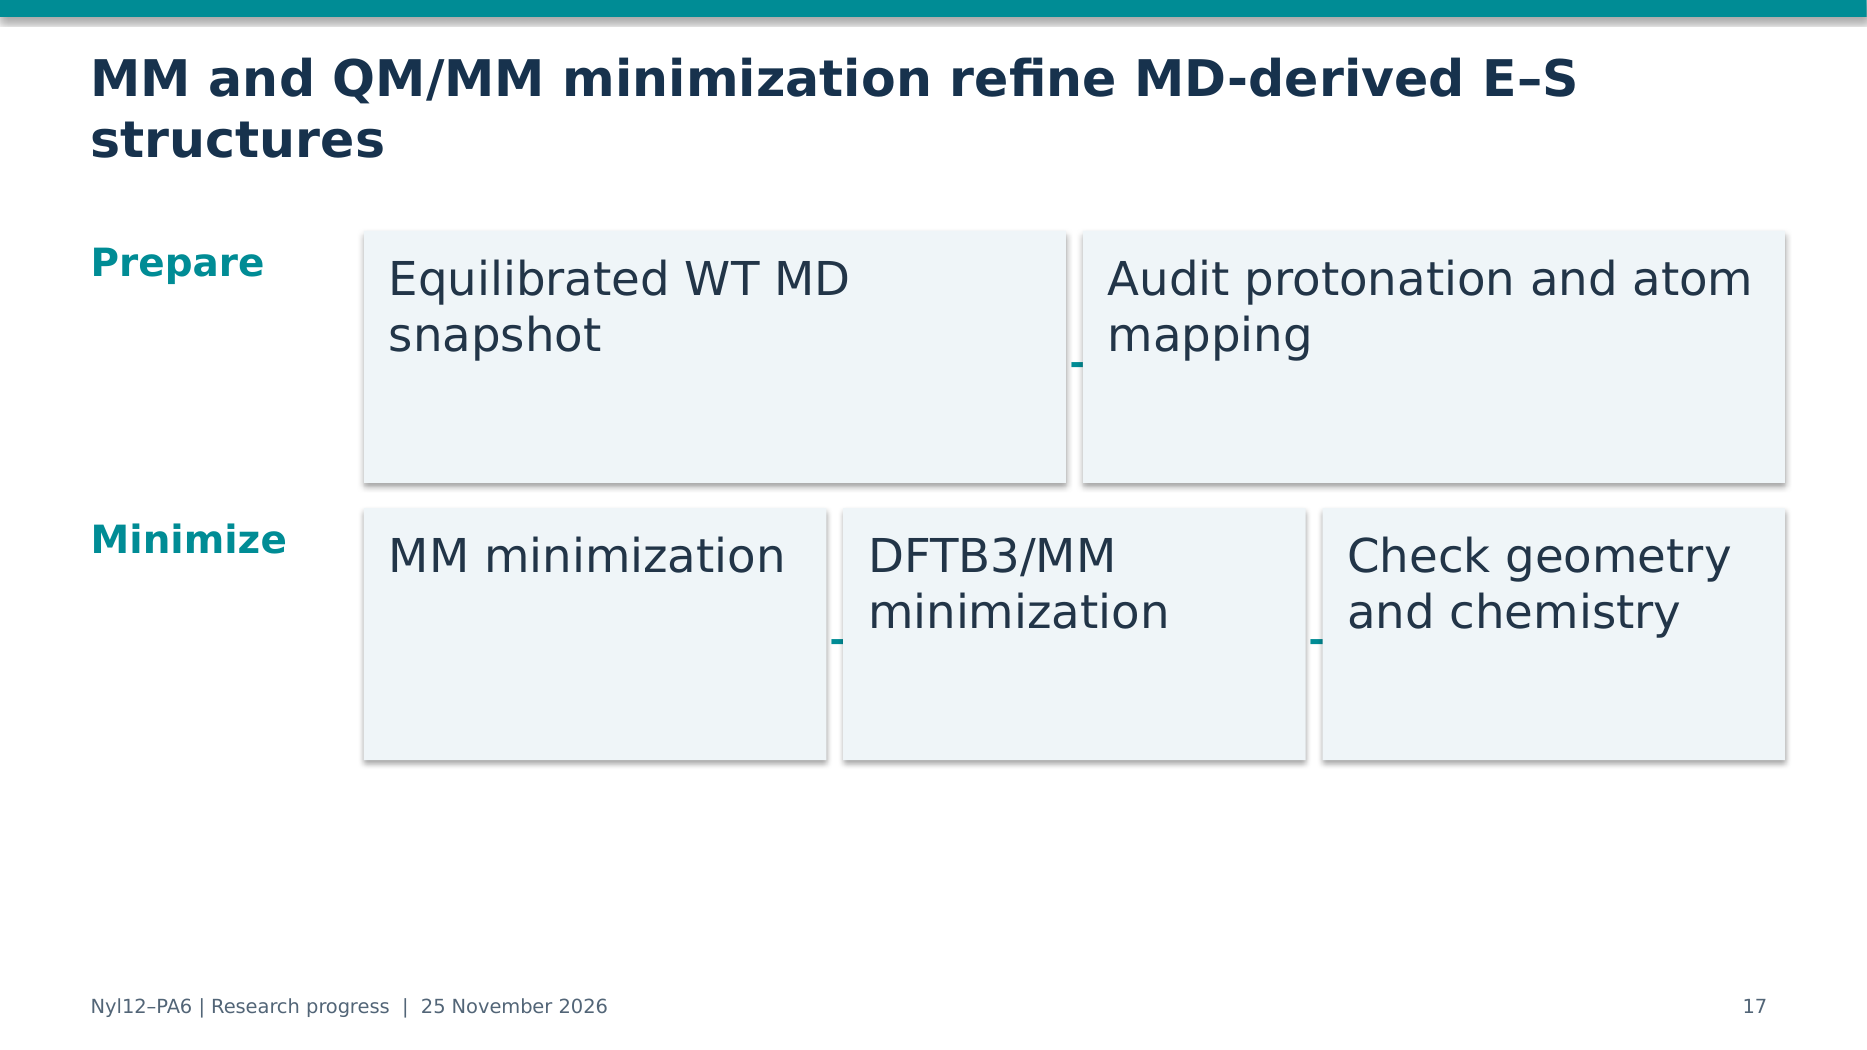 MM and QM/MM minimization refine MD-derived E–S
structures
Prepare
Equilibrated WT MD
snapshot
Audit protonation and atom
mapping
Minimize
MM minimization
DFTB3/MM
minimization
Check geometry
and chemistry
Nyl12–PA6 | Research progress | 25 November 2026
17